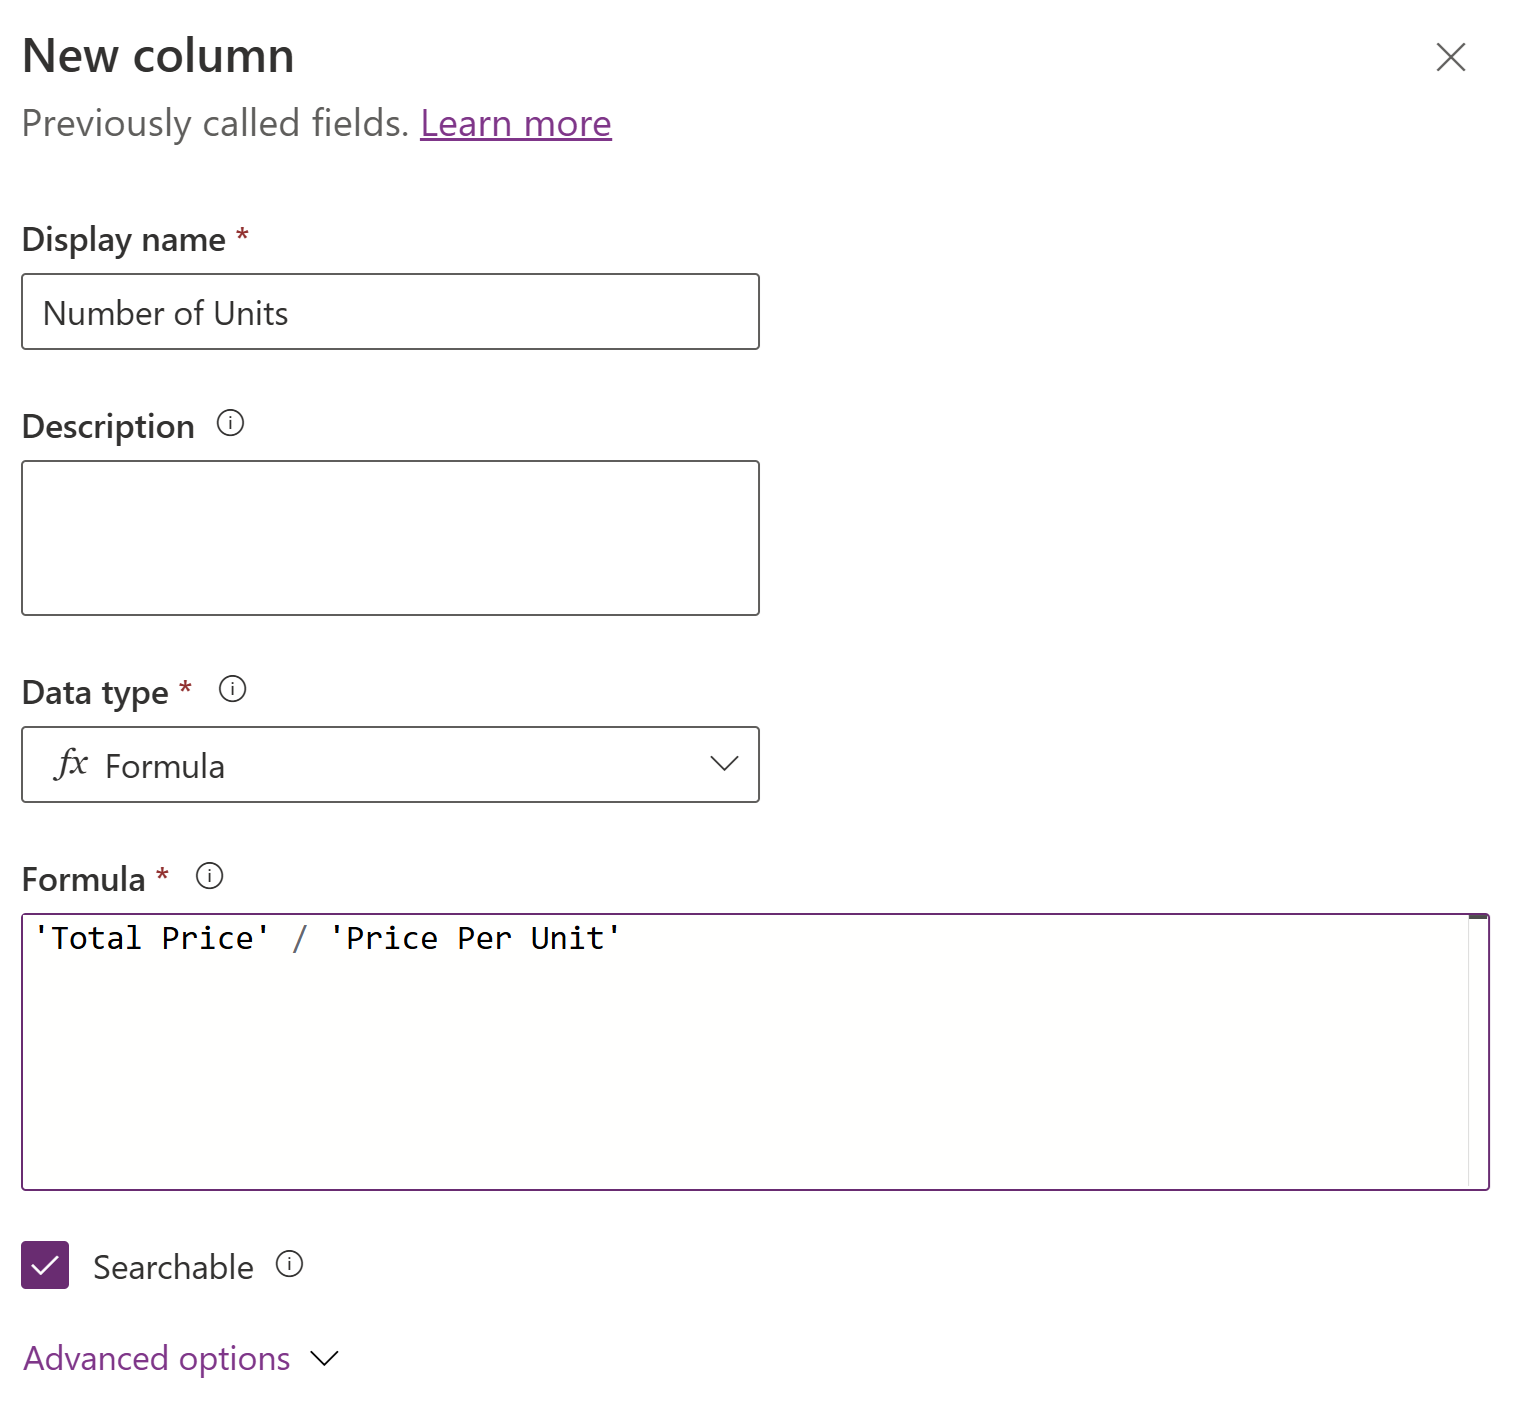 New column
Previously called fields. Learn more
Display name *
Number of Units
Description
Data type *
fx Formula
Formula *
'Total Price' / 'Price Per Unit'
Searchable
Advanced options